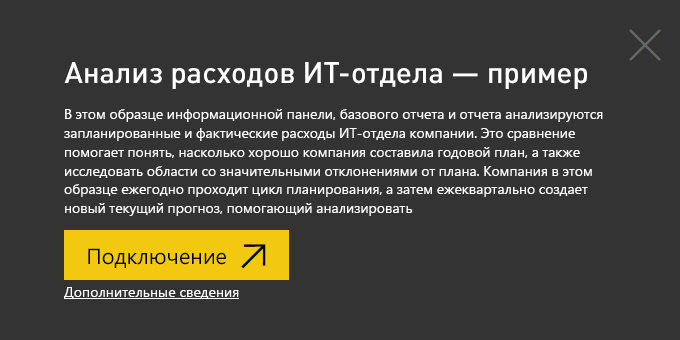 Анализ расходов ИТ-отдела — пример
В этом образце информационной панели, базового отчета и отчета анализируются
запланированные и фактические расходы ИТ-отдела компании. Это сравнение
помогает понять, насколько хорошо компания составила годовой план, а также
исследовать области со значительными отклонениями от плана. Компания в этом
образце ежегодно проходит цикл планирования, а затем ежеквартально создает
новый текущий прогноз, помогающий анализировать
Подключение
Дополнительные сведения